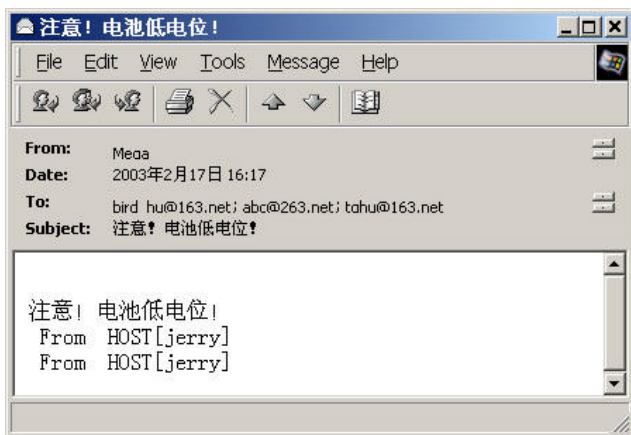 注意！电池低电位！
File Edit View Tools Message Help
From: Mega
Date: 2003年2月17日 16:17
To: bird_hu@163.net; abc@263.net; tqhu@163.net
Subject: 注意！电池低电位！
注意！电池低电位！
From HOST[jerry]
From HOST[jerry]